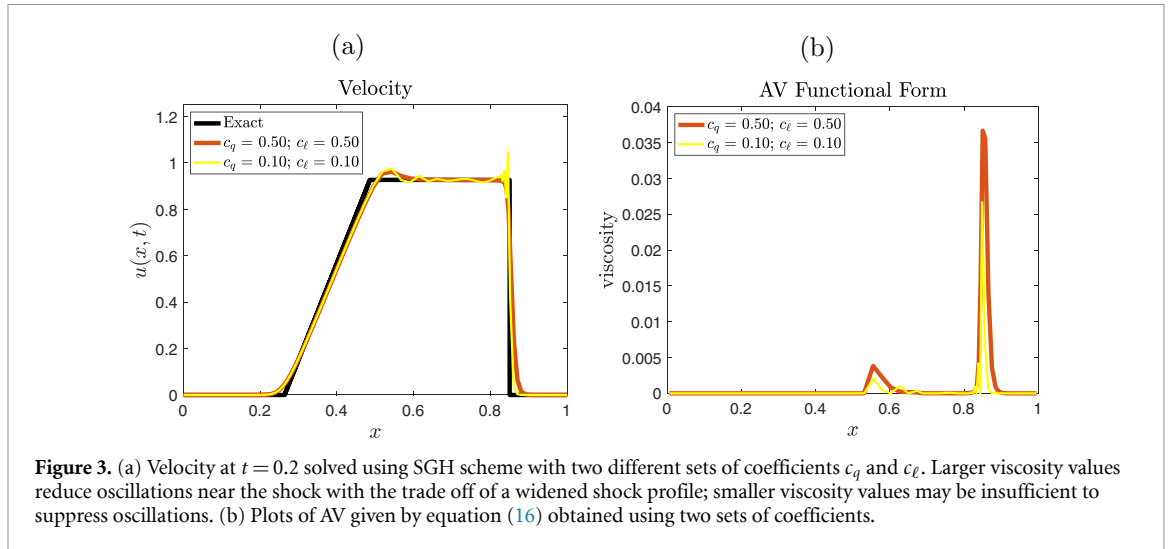 (a)
(b)
Velocity
AV Functional Form
Exact
c_q = 0.50; c_ℓ = 0.50
c_q = 0.10; c_ℓ = 0.10
1.2
1
0.8
0.6
0.4
0.2
0
u(x, t)
0 0.2 0.4 0.6 0.8 1
x
c_q = 0.50; c_ℓ = 0.50
c_q = 0.10; c_ℓ = 0.10
0.04
0.035
0.03
0.025
0.02
0.015
0.01
0.005
0
viscosity
0 0.2 0.4 0.6 0.8 1
x
Figure 3. (a) Velocity at t = 0.2 solved using SGH scheme with two different sets of coefficients c_q and c_ℓ. Larger viscosity values
reduce oscillations near the shock with the trade off of a widened shock profile; smaller viscosity values may be insufficient to
suppress oscillations. (b) Plots of AV given by equation (16) obtained using two sets of coefficients.